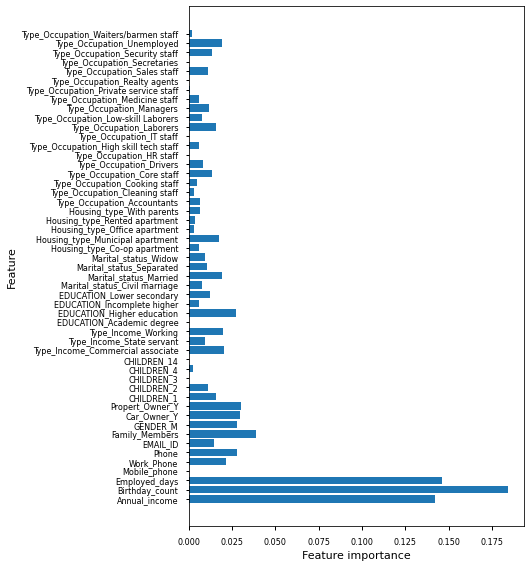 Type_Occupation_Waiters/barmen staff
Type_Occupation_Unemployed
Type_Occupation_Security staff
Type_Occupation_Secretaries
Type_Occupation_Sales staff
Type_Occupation_Realty agents
Type_Occupation_Private service staff
Type_Occupation_Medicine staff
Type_Occupation_Managers
Type_Occupation_Low-skill Laborers
Type_Occupation_Laborers
Type_Occupation_IT staff
Type_Occupation_High skill tech staff
Type_Occupation_HR staff
Type_Occupation_Drivers
Type_Occupation_Core staff
Type_Occupation_Cooking staff
Type_Occupation_Cleaning staff
Type_Occupation_Accountants
Housing_type_With parents
Housing_type_Rented apartment
Housing_type_Office apartment
Housing_type_Municipal apartment
Housing_type_Co-op apartment
Marital_status_Widow
Marital_status_Separated
Marital_status_Married
Marital_status_Civil marriage
EDUCATION_Lower secondary
EDUCATION_Incomplete higher
EDUCATION_Higher education
EDUCATION_Academic degree
Type_Income_Working
Type_Income_State servant
Type_Income_Commercial associate
CHILDREN_14
CHILDREN_4
CHILDREN_3
CHILDREN_2
CHILDREN_1
Propert_Owner_Y
Car_Owner_Y
GENDER_M
Family_Members
EMAIL_ID
Phone
Work_Phone
Mobile_phone
Employed_days
Birthday_count
Annual_income
Feature
0.000 0.025 0.050 0.075 0.100 0.125 0.150 0.175
Feature importance